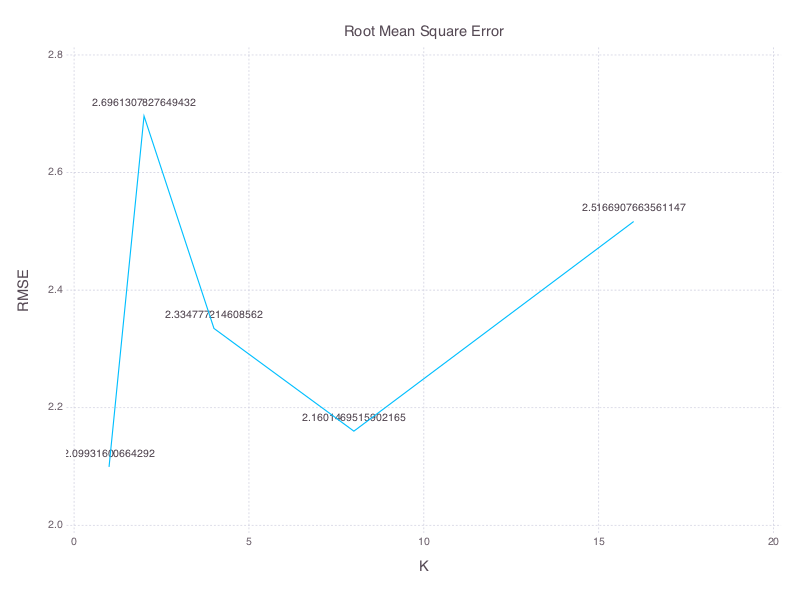 Root Mean Square Error
2.8
2.6961307827649432
2.6
2.5166907663561147
2.4
2.334777214608562
2.2
2.1601469515902165
2.09931600664292
2.0
0 5 10 15 20
K
RMSE